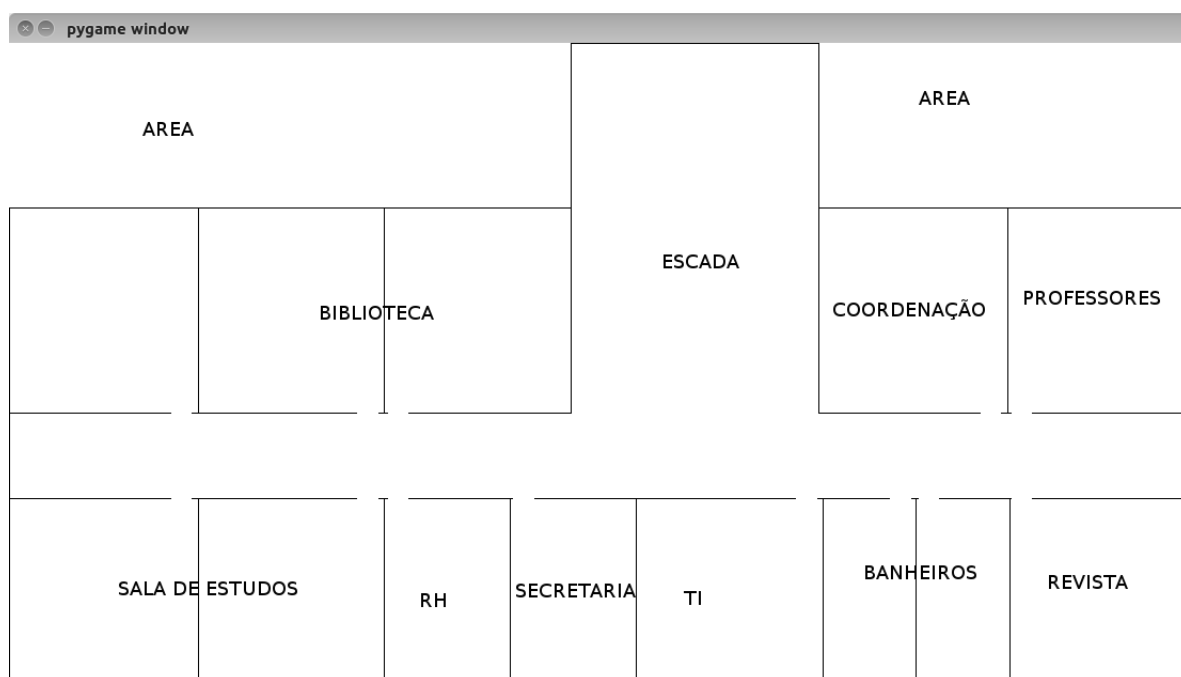 pygame window
AREA
AREA
ESCADA
BIBLIOTECA
COORDENAÇÃO
PROFESSORES
SALA DE ESTUDOS
RH
SECRETARIA
TI
BANHEIROS
REVISTA